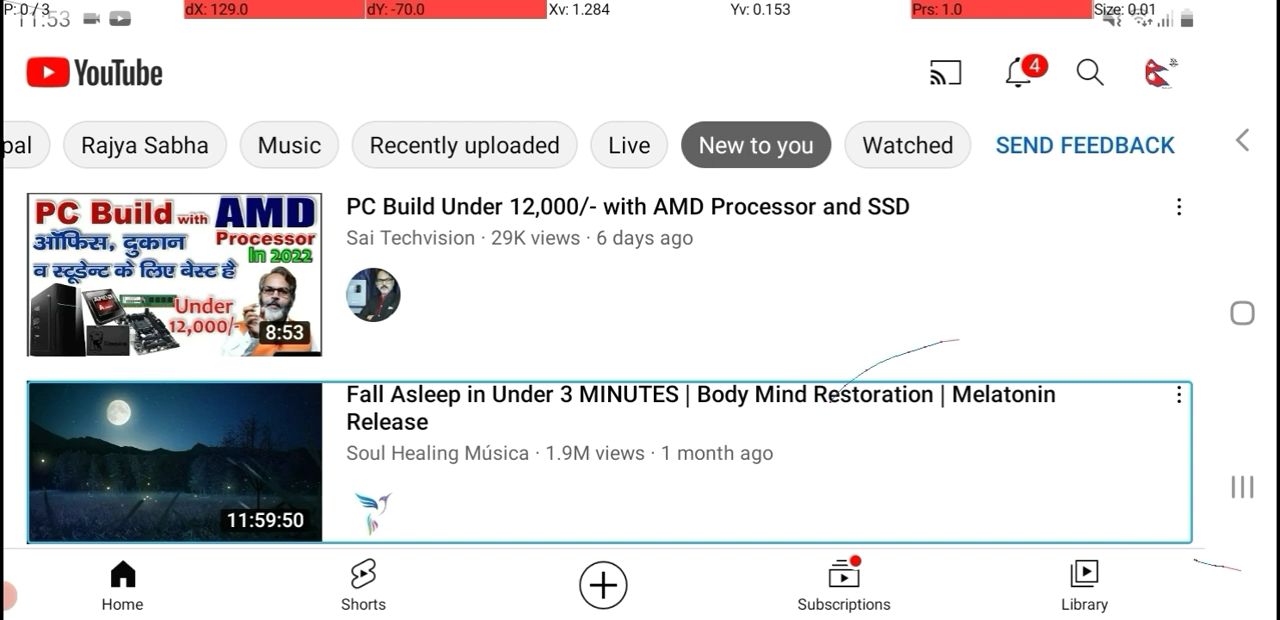 P: 0 / 3 dX: 129.0 dY: -70.0 Xv: 1.284 Yv: 0.153 Prs: 1.0 Size: 0.01
11:53
YouTube 4
pal Rajya Sabha Music Recently uploaded Live New to you Watched SEND FEEDBACK
PC Build with AMD
ऑफिस, दुकान Processor
In 2022
व स्टूडेन्ट के लिए बेस्ट है
Under
12,000/-
8:53
PC Build Under 12,000/- with AMD Processor and SSD
Sai Techvision · 29K views · 6 days ago
11:59:50
Fall Asleep in Under 3 MINUTES | Body Mind Restoration | Melatonin
Release
Soul Healing Música · 1.9M views · 1 month ago
Home Shorts Subscriptions Library